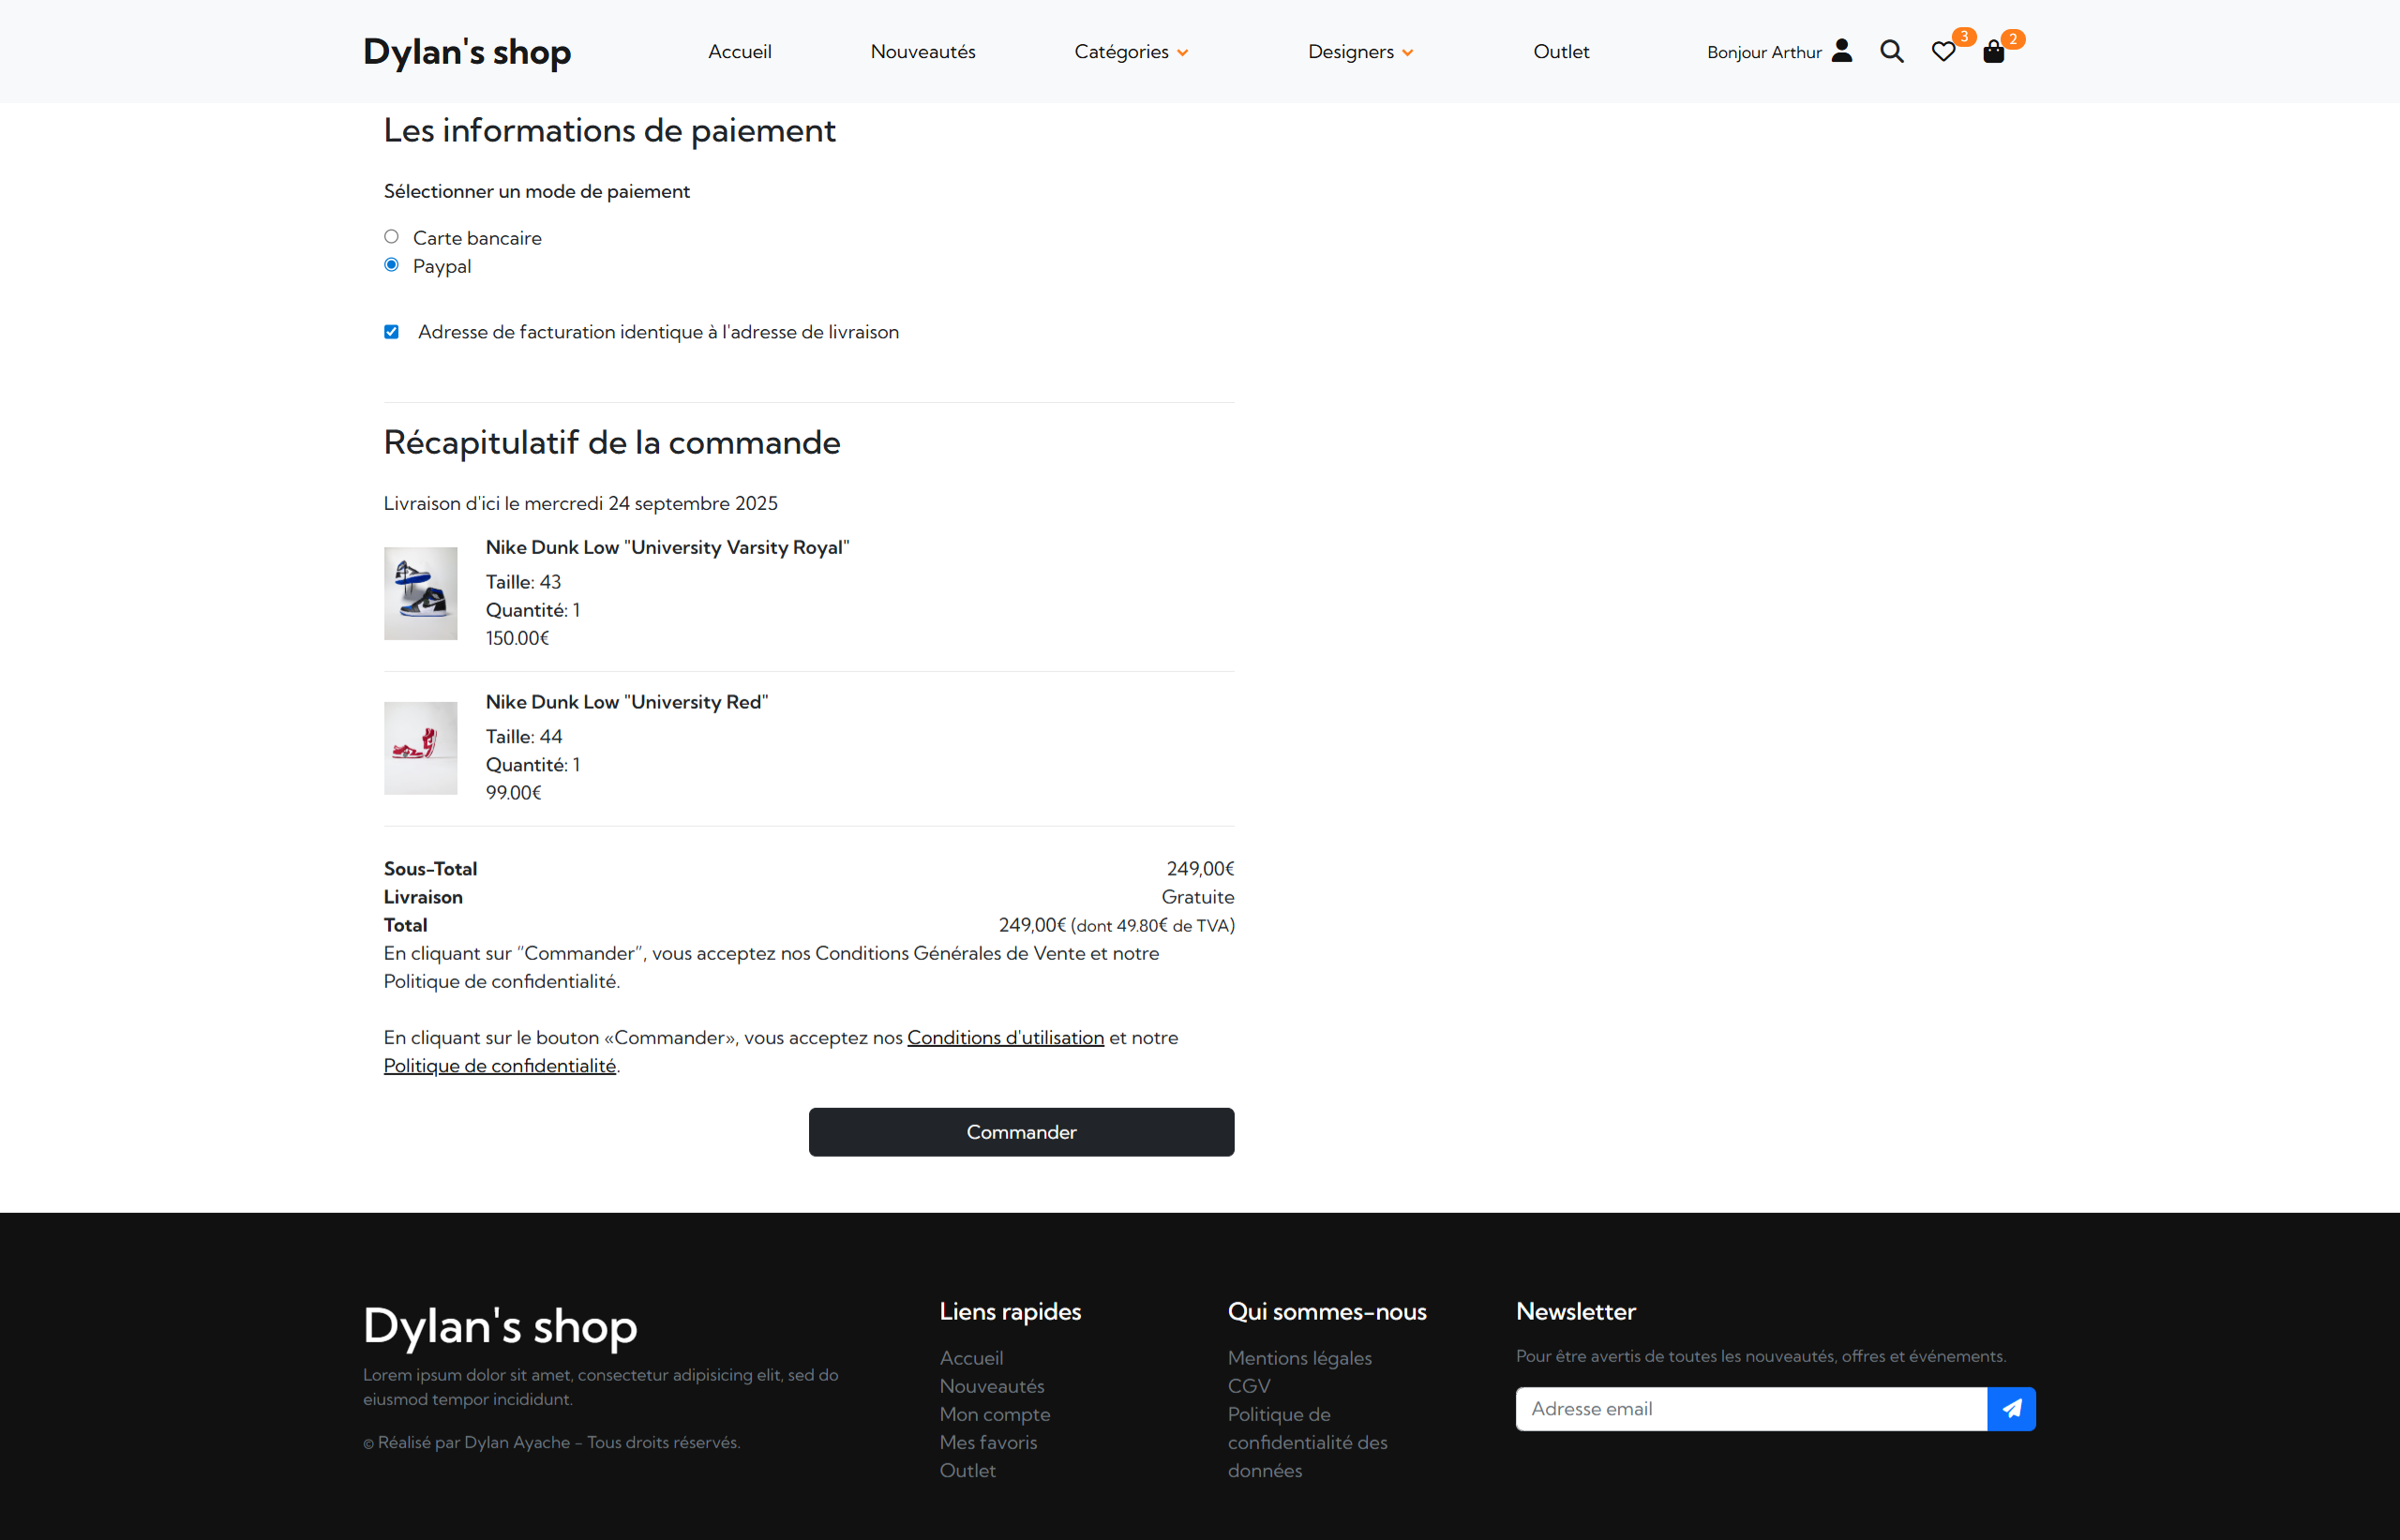 Dylan's shop
Accueil
Nouveautés
Catégories
Designers
Outlet
Bonjour Arthur
3
2
Les informations de paiement
Sélectionner un mode de paiement
Carte bancaire
Paypal
Adresse de facturation identique à l'adresse de livraison
Récapitulatif de la commande
Livraison d'ici le mercredi 24 septembre 2025
Nike Dunk Low "University Varsity Royal"
Taille: 43
Quantité: 1
150.00€
Nike Dunk Low "University Red"
Taille: 44
Quantité: 1
99.00€
Sous-Total 249,00€
Livraison Gratuite
Total 249,00€ (dont 49.80€ de TVA)
En cliquant sur “Commander”, vous acceptez nos Conditions Générales de Vente et notre
Politique de confidentialité.
En cliquant sur le bouton «Commander», vous acceptez nos Conditions d'utilisation et notre
Politique de confidentialité.
Commander
Dylan's shop
Lorem ipsum dolor sit amet, consectetur adipisicing elit, sed do
eiusmod tempor incididunt.
© Réalisé par Dylan Ayache - Tous droits réservés.
Liens rapides
Accueil
Nouveautés
Mon compte
Mes favoris
Outlet
Qui sommes-nous
Mentions légales
CGV
Politique de
confidentialité des
données
Newsletter
Pour être avertis de toutes les nouveautés, offres et événements.
Adresse email